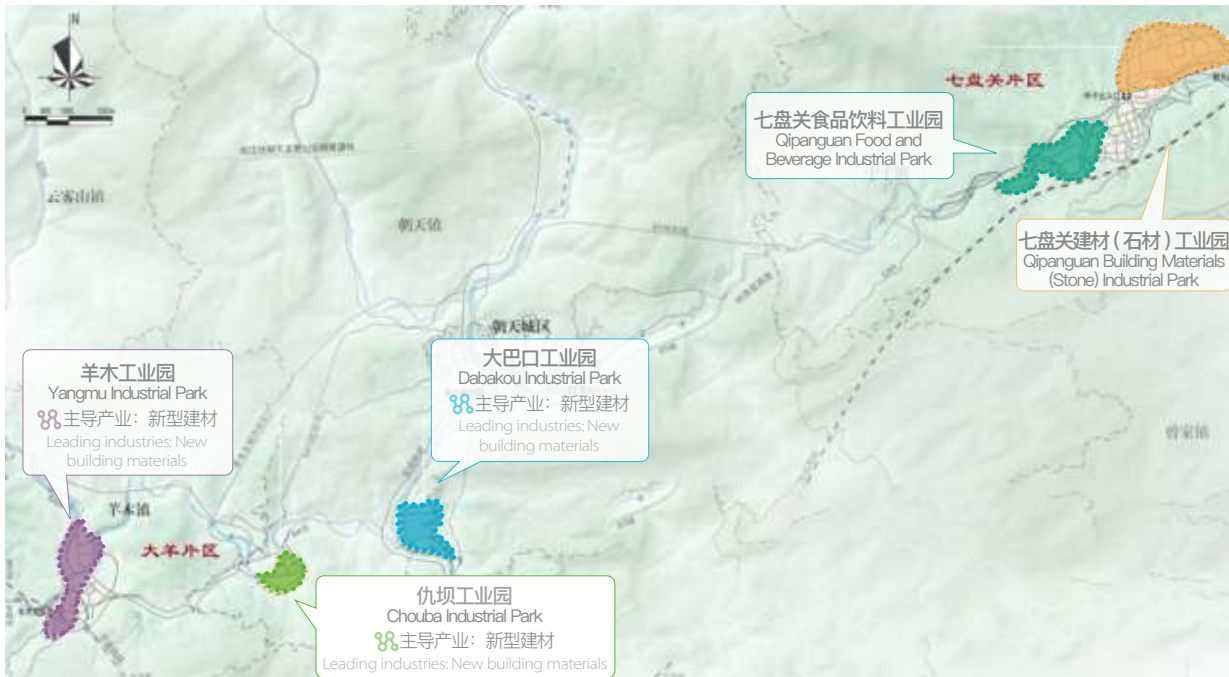 N
七盘关片区
七盘关食品饮料工业园
Qipanguan Food and
Beverage Industrial Park
云雾山镇
朝天镇
七盘关建材（石材）工业园
Qipanguan Building Materials
(Stone) Industrial Park
朝天城区
羊木工业园
Yangmu Industrial Park
主导产业：新型建材
Leading industries: New
building materials
大巴口工业园
Dabakou Industrial Park
主导产业：新型建材
Leading industries: New
building materials
曾家镇
羊木镇
大羊片区
仇坝工业园
Chouba Industrial Park
主导产业：新型建材
Leading industries: New building materials